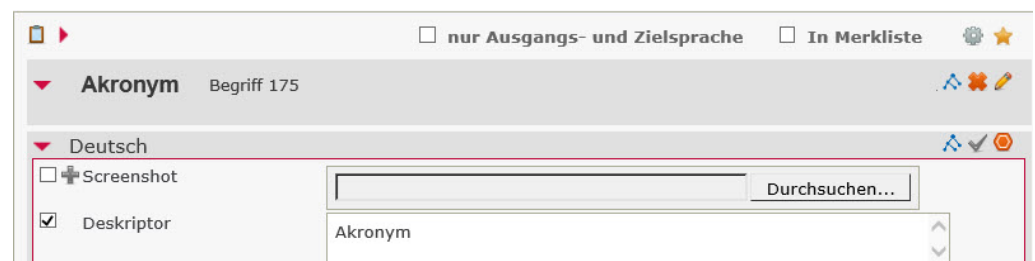 nur Ausgangs- und Zielsprache In Merkliste
Akronym Begriff 175
Deutsch
Screenshot Durchsuchen...
Deskriptor Akronym